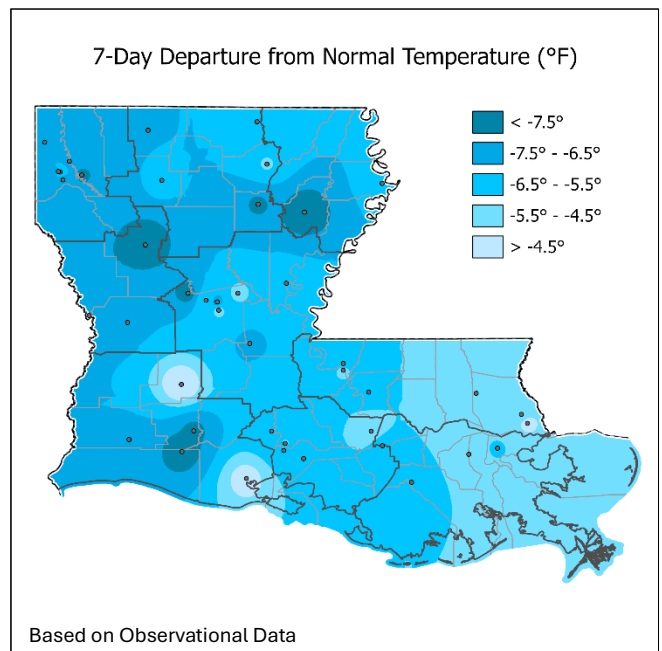 7-Day Departure from Normal Temperature (°F)
< -7.5°
-7.5° - -6.5°
-6.5° - -5.5°
-5.5° - -4.5°
> -4.5°
Based on Observational Data